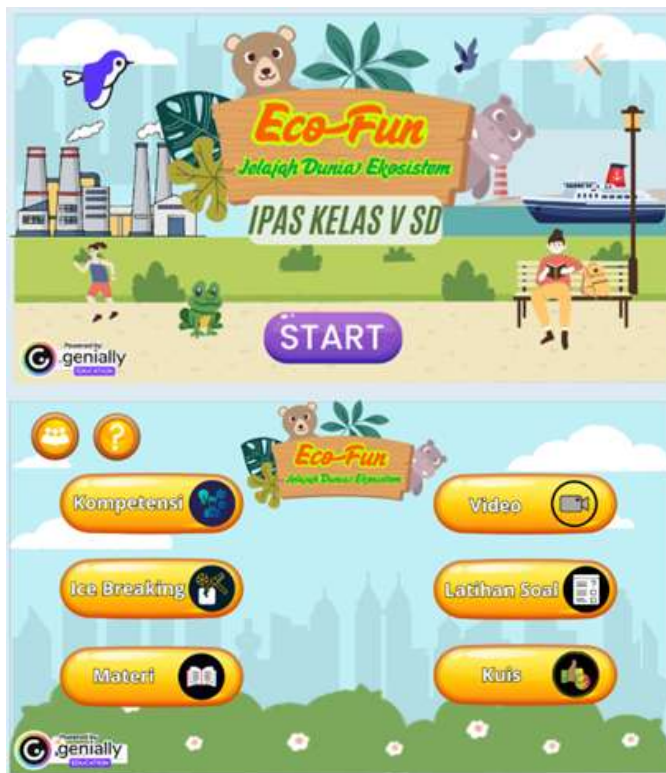 Eco-Fun
Jelajah Dunia Ekosistem
IPAS KELAS V SD
START
Powered by
genially
EDUCATION
?
Eco-Fun
Jelajah Dunia Ekosistem
Kompetensi
Video
Ice Breaking
Latihan Soal
Materi
Kuis
Powered by
genially
EDUCATION